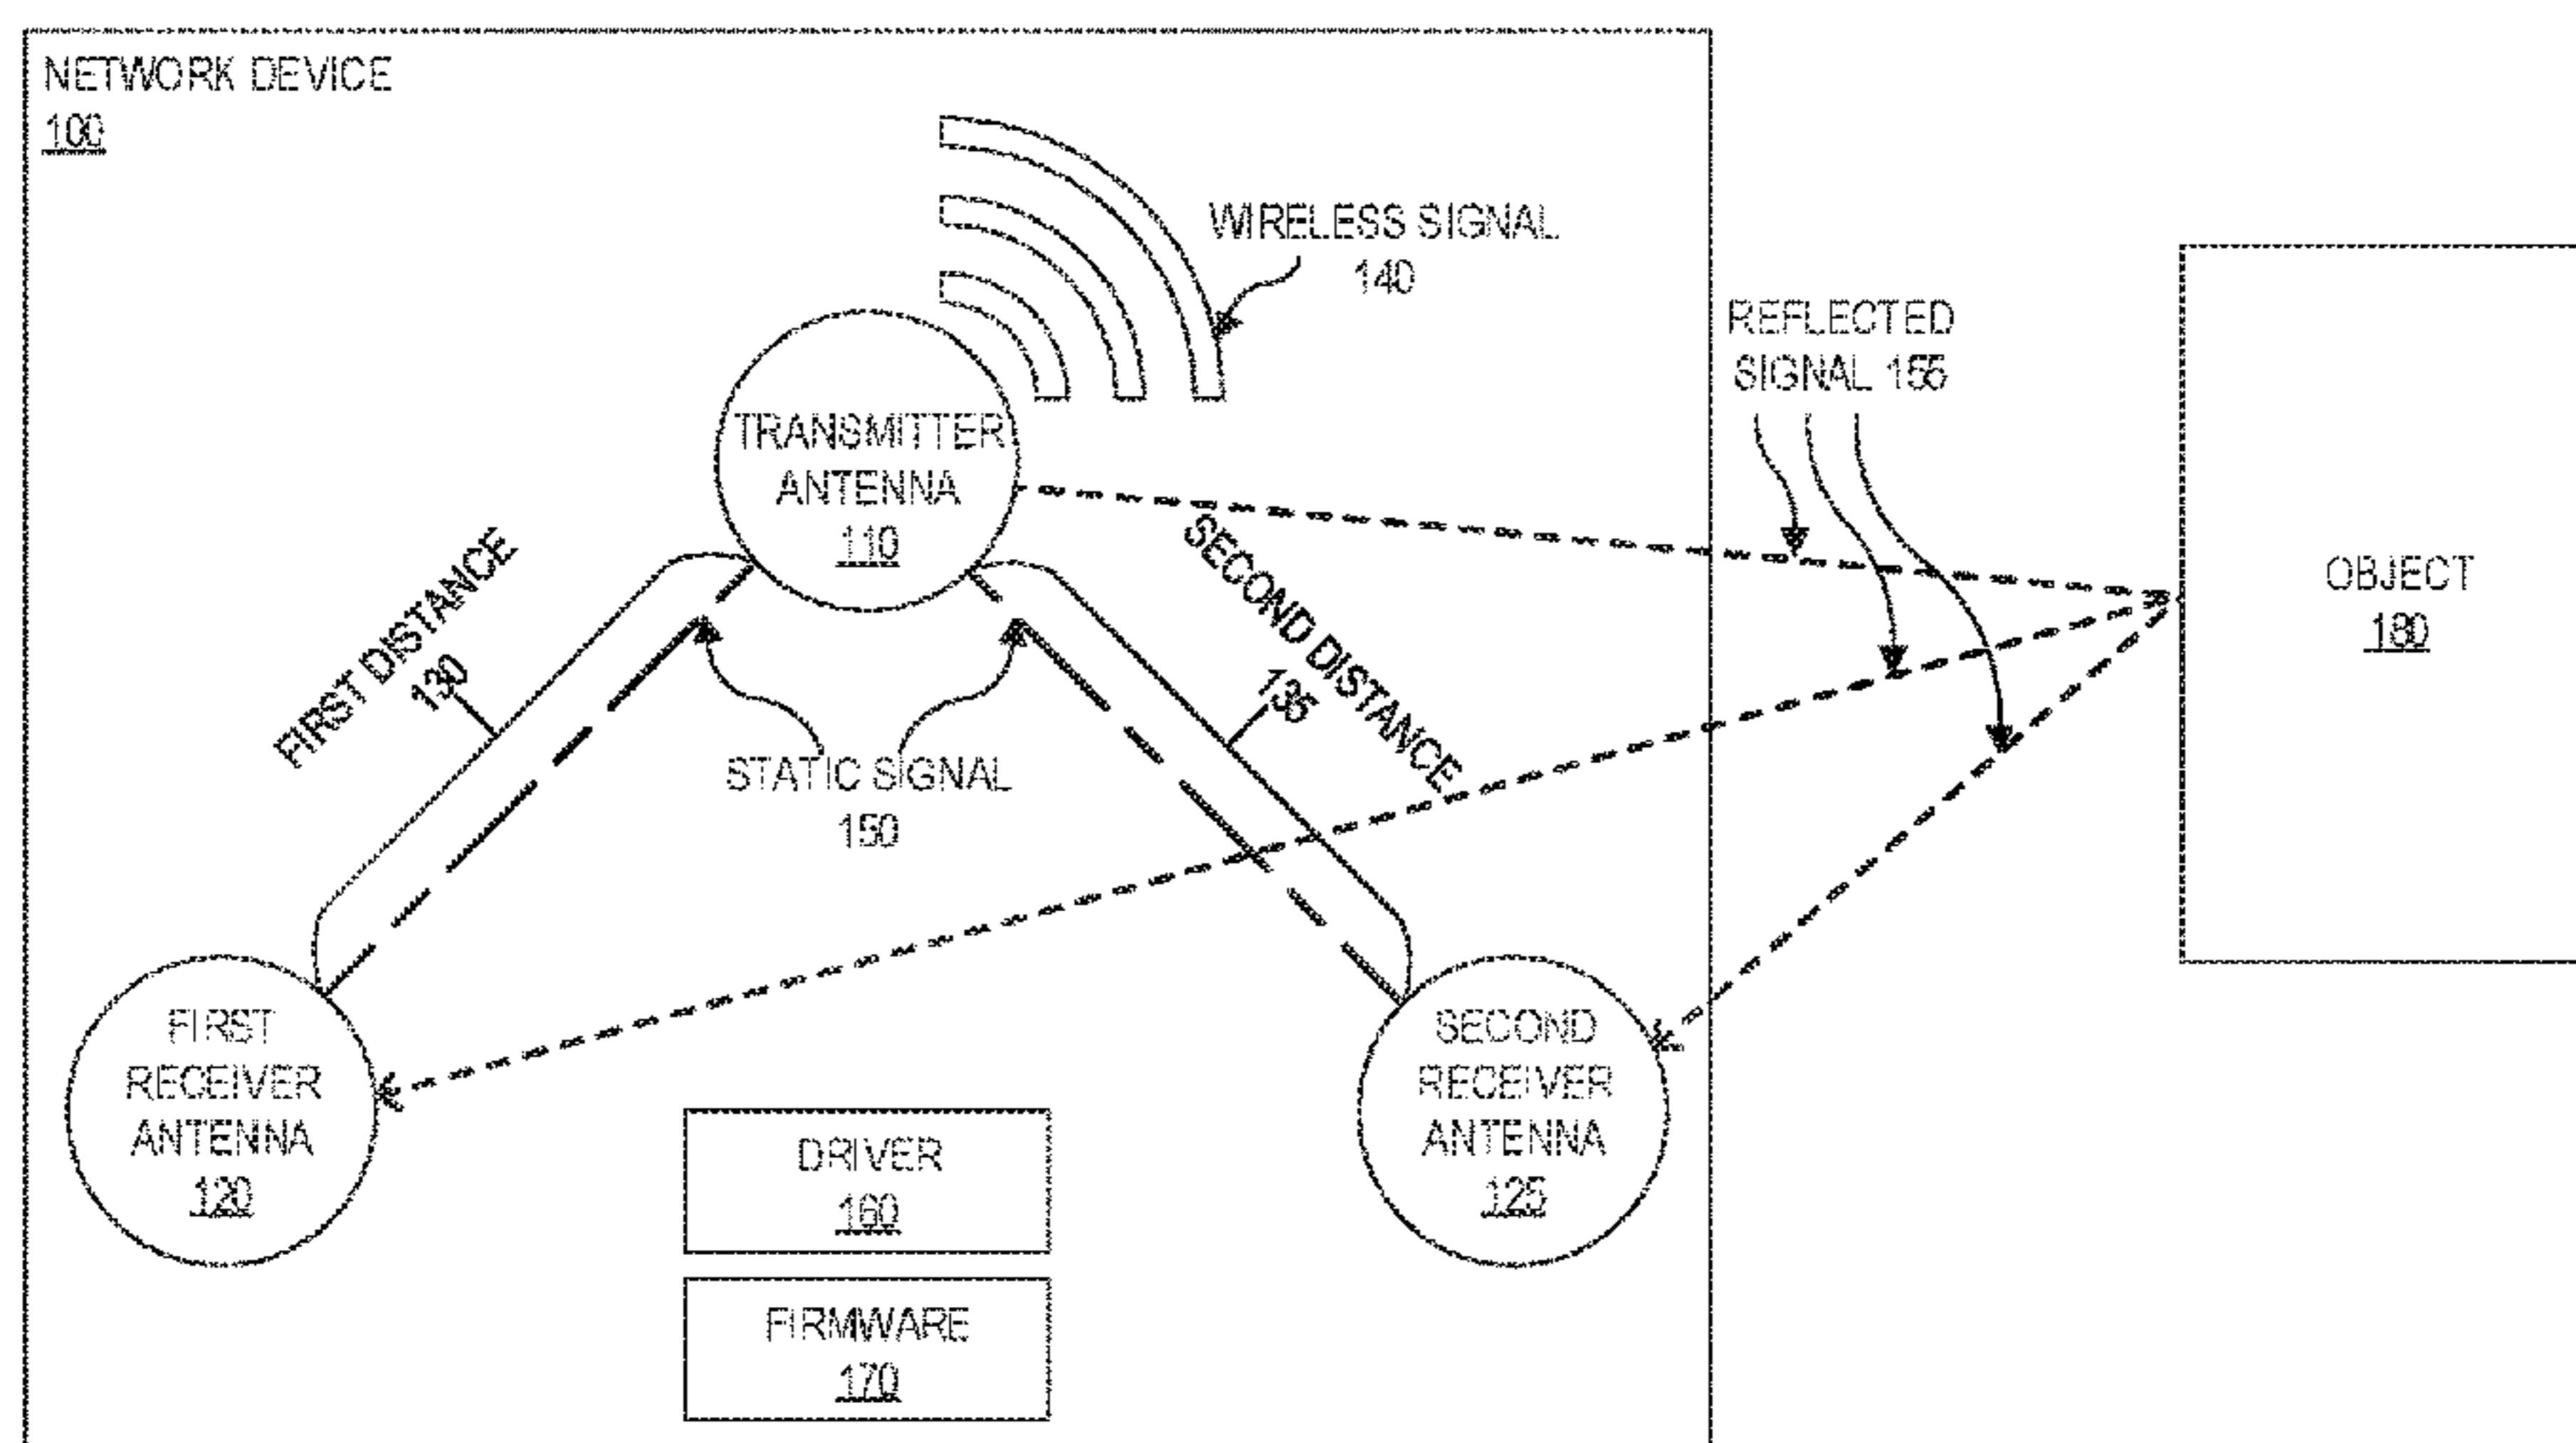 NETWORK DEVICE
100
WIRELESS SIGNAL
140
REFLECTED
SIGNAL 155
TRANSMITTER
ANTENNA
110
OBJECT
180
FIRST DISTANCE
130
SECOND DISTANCE
135
STATIC SIGNAL
150
FIRST
RECEIVER
ANTENNA
120
SECOND
RECEIVER
ANTENNA
125
DRIVER
160
FIRMWARE
170